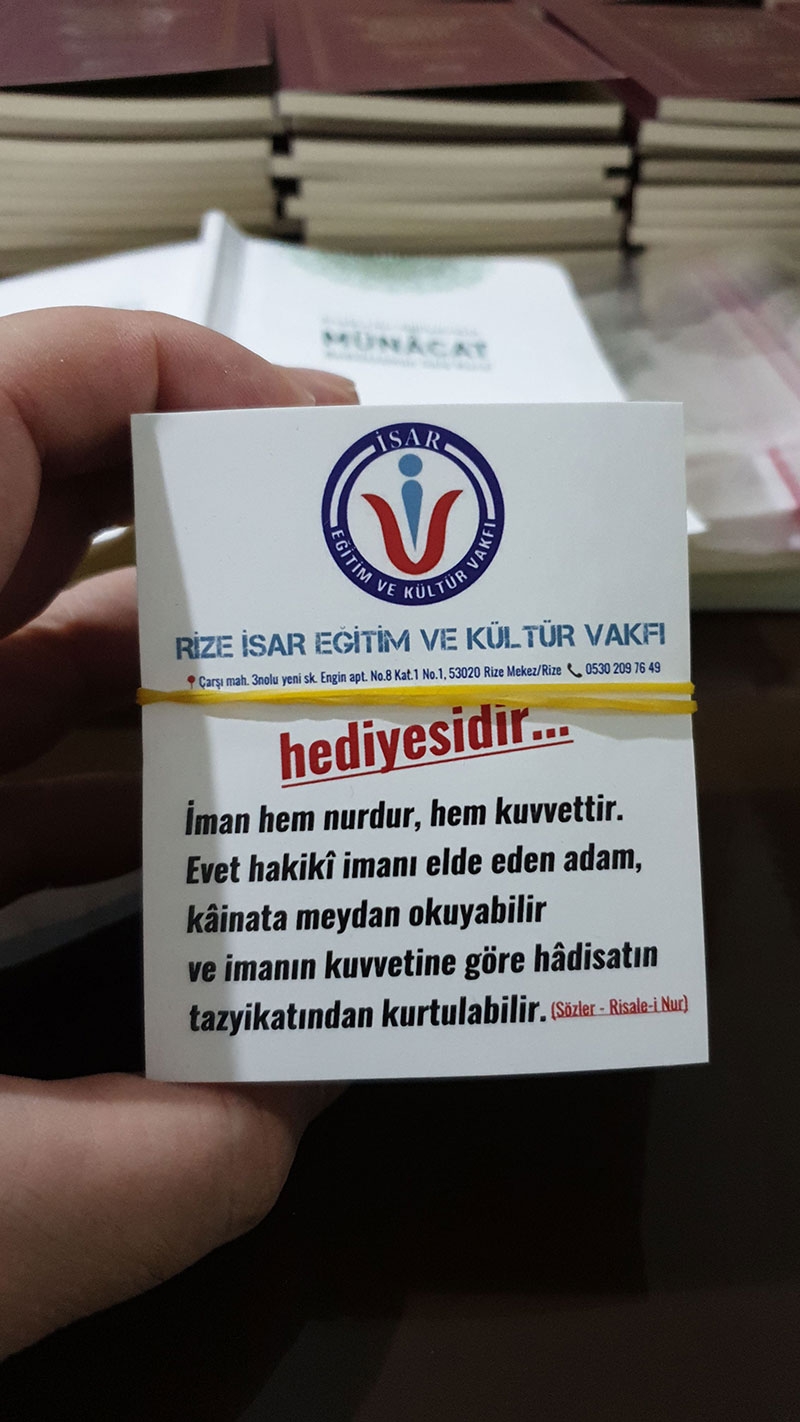 MÜNÂCAT
İSAR
EĞİTİM VE KÜLTÜR VAKFI
RİZE İSAR EĞİTİM VE KÜLTÜR VAKFI
Çarşı mah. 3nolu yeni sk. Engin apt. No.8 Kat.1 No.1, 53020 Rize Mekez/Rize 0530 209 76 49
hediyesidir...
İman hem nurdur, hem kuvvettir.
Evet hakikî imanı elde eden adam,
kâinata meydan okuyabilir
ve imanın kuvvetine göre hâdisatın
tazyikatından kurtulabilir. (Sözler - Risale-i Nur)